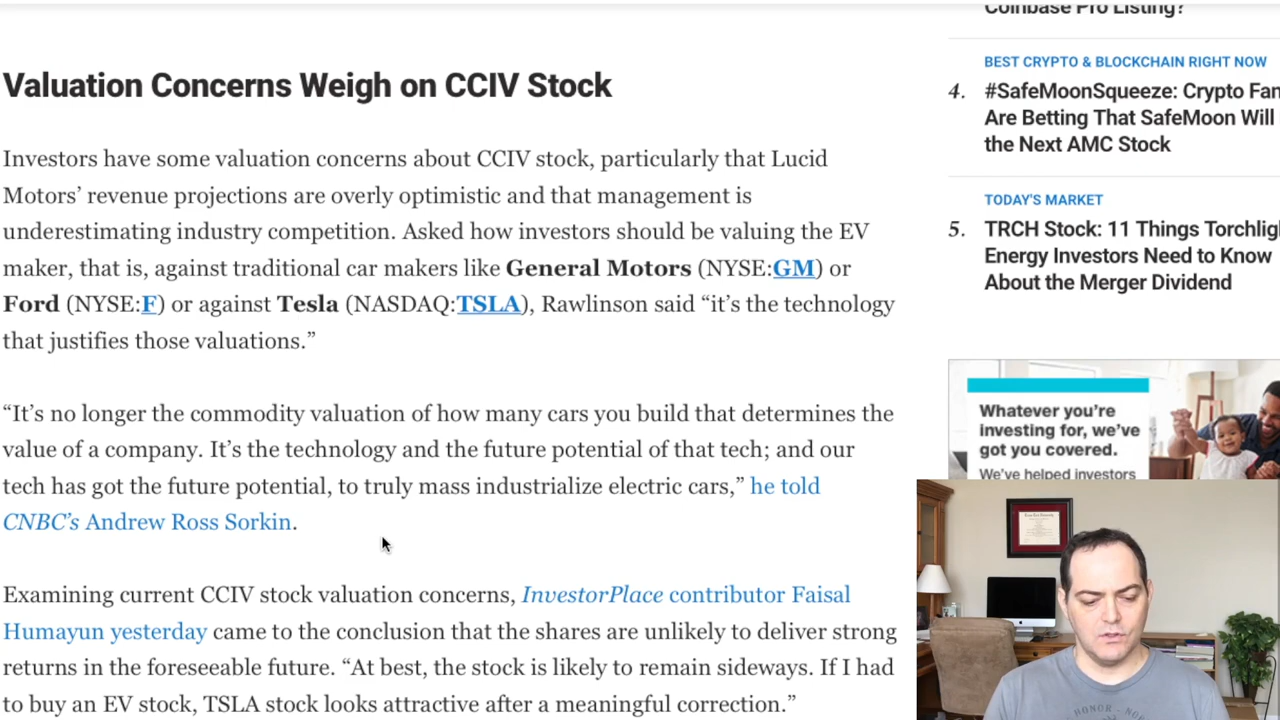 Valuation Concerns Weigh on CCIV Stock
Investors have some valuation concerns about CCIV stock, particularly that Lucid
Motors’ revenue projections are overly optimistic and that management is
underestimating industry competition. Asked how investors should be valuing the EV
maker, that is, against traditional car makers like General Motors (NYSE:GM) or
Ford (NYSE:F) or against Tesla (NASDAQ:TSLA), Rawlinson said “it’s the technology
that justifies those valuations.”
“It’s no longer the commodity valuation of how many cars you build that determines the
value of a company. It’s the technology and the future potential of that tech; and our
tech has got the future potential, to truly mass industrialize electric cars,” he told
CNBC’s Andrew Ross Sorkin.
Examining current CCIV stock valuation concerns, InvestorPlace contributor Faisal
Humayun yesterday came to the conclusion that the shares are unlikely to deliver strong
returns in the foreseeable future. “At best, the stock is likely to remain sideways. If I had
to buy an EV stock, TSLA stock looks attractive after a meaningful correction.”
Coinbase Pro Listing?
BEST CRYPTO & BLOCKCHAIN RIGHT NOW
4. #SafeMoonSqueeze: Crypto Fan
Are Betting That SafeMoon Will
the Next AMC Stock
TODAY'S MARKET
5. TRCH Stock: 11 Things Torchlig
Energy Investors Need to Know
About the Merger Dividend
Whatever you’re
investing for, we’ve
got you covered.
We’ve helped investors